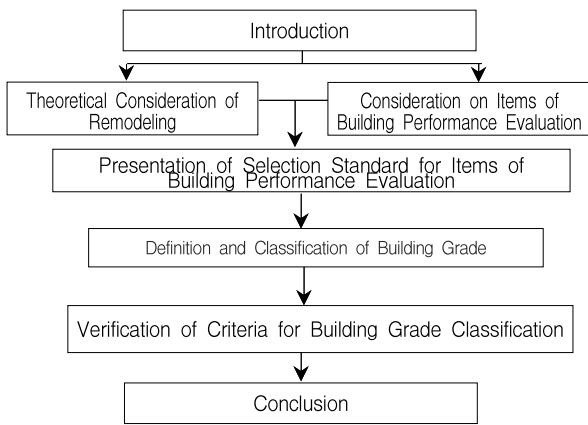 Introduction
Theoretical Consideration of
Remodeling
Consideration on Items of
Building Performance Evaluation
Presentation of Selection Standard for Items of
Building Performance Evaluation
Definition and Classification of Building Grade
Verification of Criteria for Building Grade Classification
Conclusion